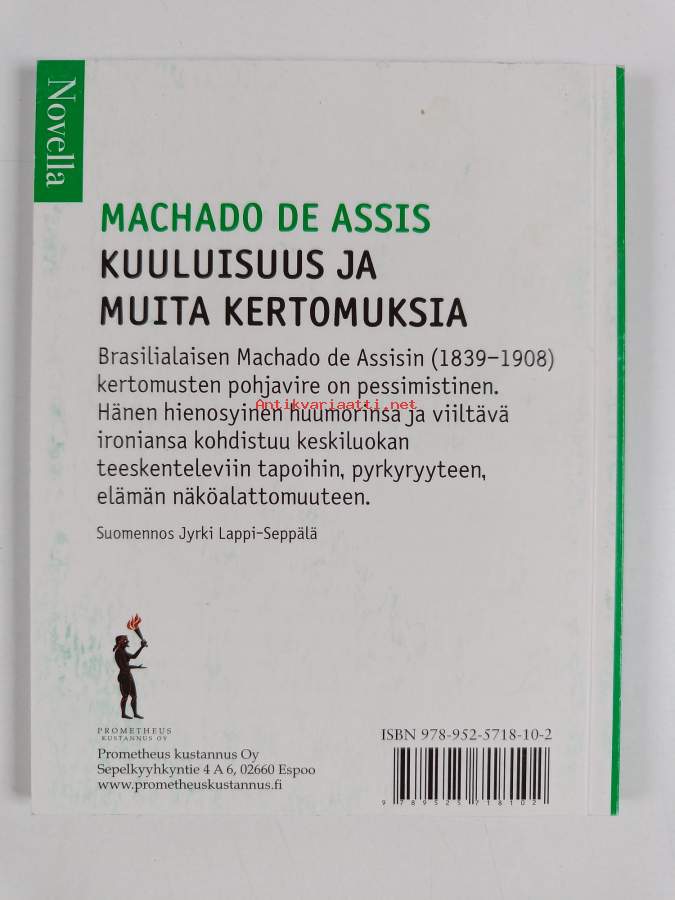 Novella
MACHADO DE ASSIS
KUULUISUUS JA
MUITA KERTOMUKSIA
Brasilialaisen Machado de Assisin (1839–1908)
kertomusten pohjavire on pessimistinen.
Antikvariaatti.net
Hänen hienosyinen huumorinsa ja viiltävä
ironiansa kohdistuu keskiluokan
teeskenteleviin tapoihin, pyrkyryyteen,
elämän näköalattomuuteen.
Suomennos Jyrki Lappi-Seppälä
PROMETHEUS
KUSTANNUS OY
Prometheus kustannus Oy
Sepelkyyhkyntie 4 A 6, 02660 Espoo
www.prometheuskustannus.fi
ISBN 978-952-5718-10-2
9 789525 718102